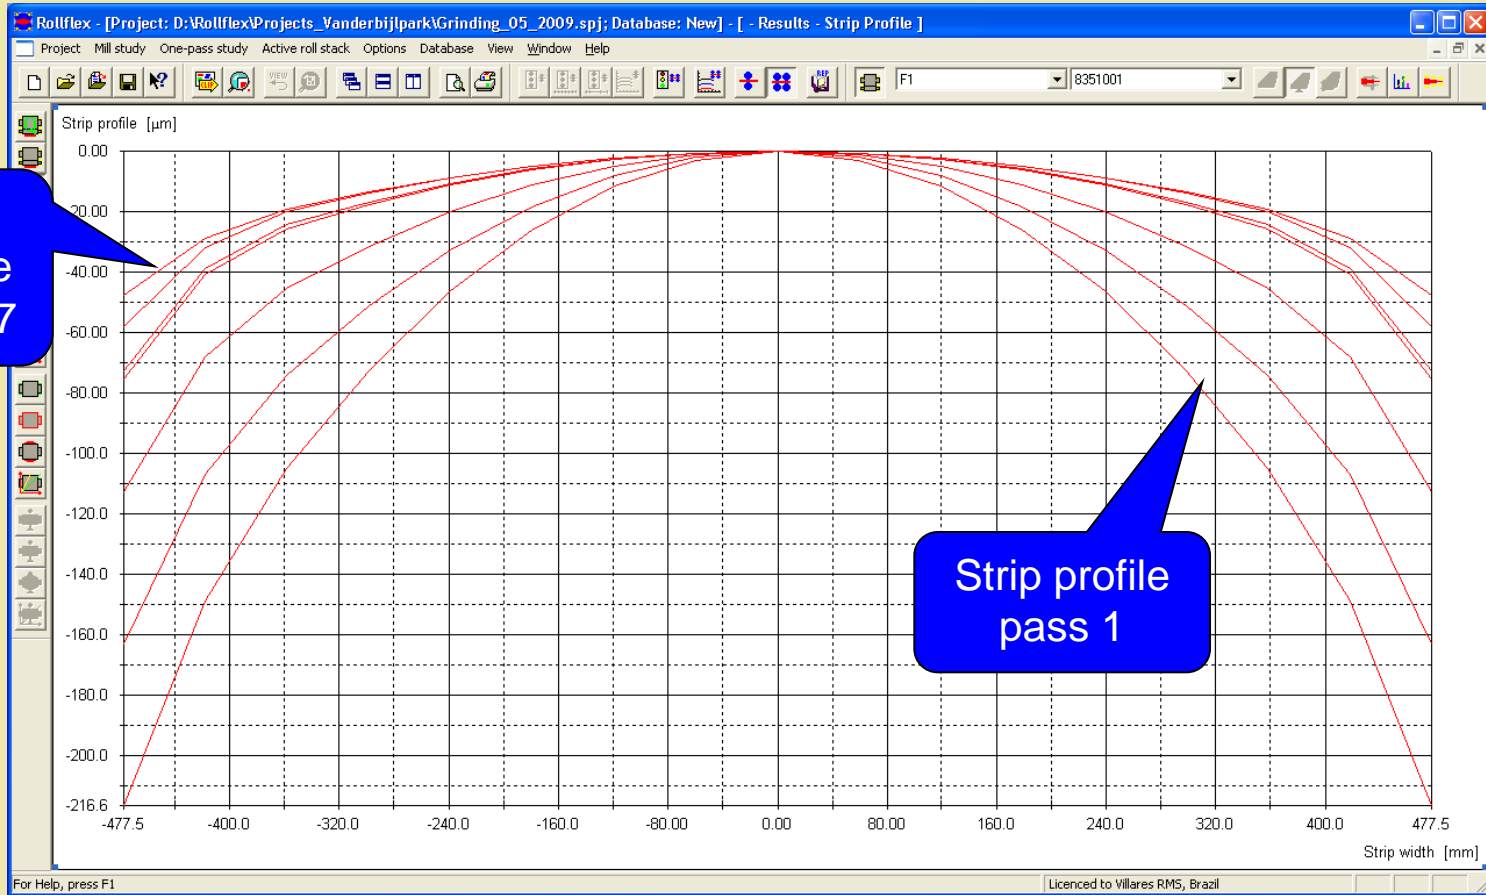 Rollflex - [Project: D:\Rollflex\Projects_Vanderbijlpark\Grinding_05_2009.spj; Database: New] - [ - Results - Strip Profile ]
Project Mill study One-pass study Active roll stack Options Database View Window Help
VIEW CLIP REP F1 8351001
Strip profile [µm]
0.00
20.00
-40.00
-60.00
-80.00
-100.0
-120.0
-140.0
-160.0
-180.0
-200.0
-216.6
e
7
Strip profile
pass 1
-477.5 -400.0 -320.0 -240.0 -160.0 -80.00 0.00 80.00 160.0 240.0 320.0 400.0 477.5
Strip width [mm]
For Help, press F1 Licenced to Villares RMS, Brazil